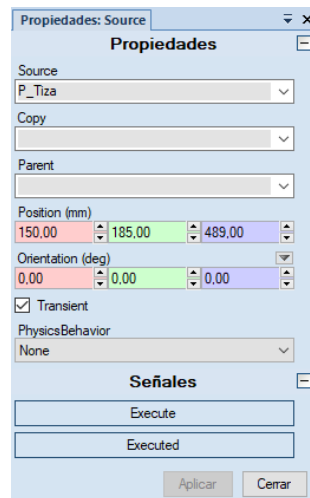 Propiedades: Source
Propiedades
Source
P_Tiza
Copy
Parent
Position (mm)
150,00 185,00 489,00
Orientation (deg)
0,00 0,00 0,00
Transient
PhysicsBehavior
None
Señales
Execute
Executed
Aplicar Cerrar